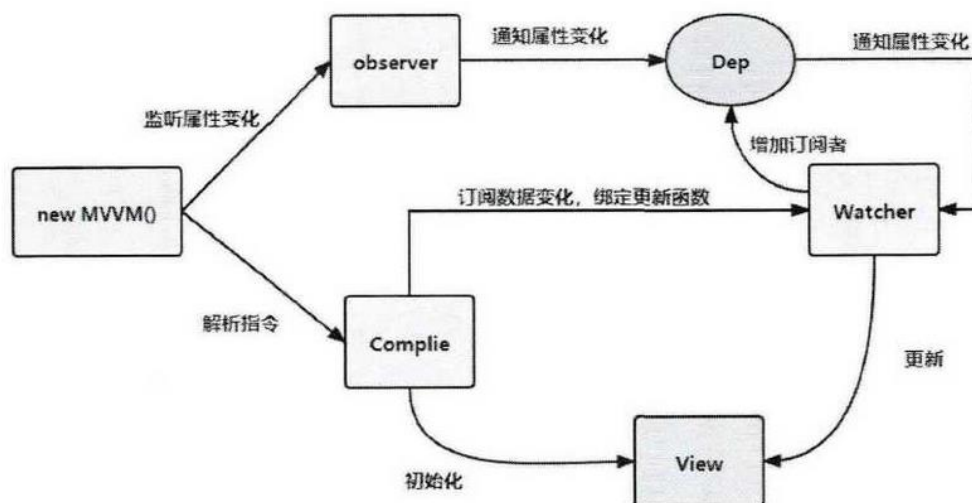 通知属性变化
通知属性变化
observer
Dep
监听属性变化
增加订阅者
new MVVM()
订阅数据变化，绑定更新函数
Watcher
解析指令
Complie
更新
View
初始化